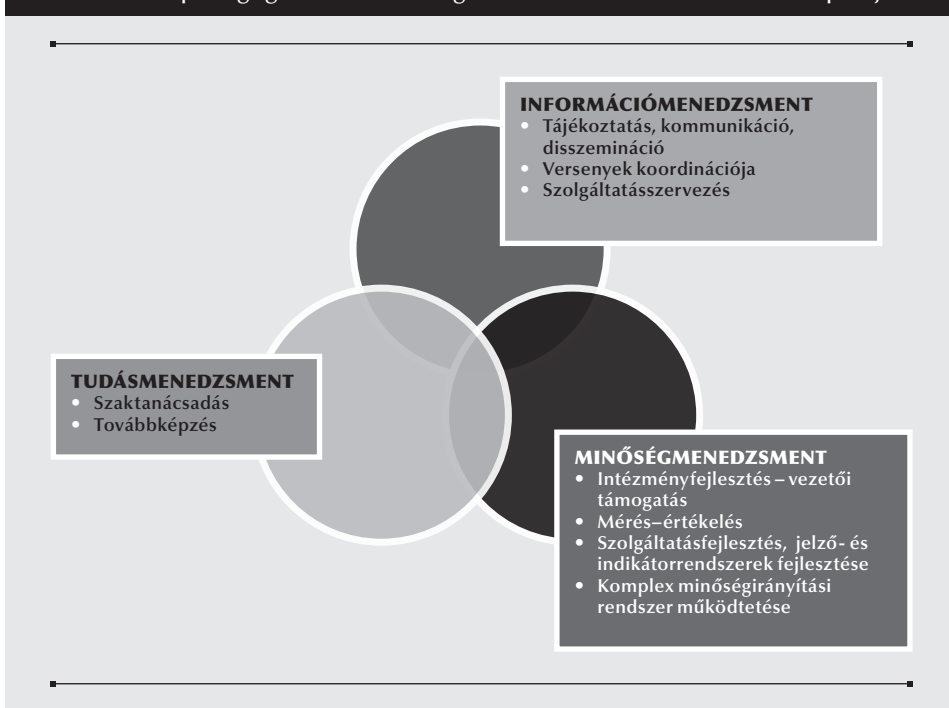 INFORMÁCIÓMENEDZSMENT
• Tájékoztatás, kommunikáció,
disszemináció
• Versenyek koordinációja
• Szolgáltatásszervezés
TUDÁSMENEDZSMENT
• Szaktanácsadás
• Továbbképzés
MINŐSÉGMENEDZSMENT
• Intézményfejlesztés – vezetői
támogatás
• Mérés–értékelés
• Szolgáltatásfejlesztés, jelző- és
indikátorrendszerek fejlesztése
• Komplex minőségirányítási
rendszer működtetése